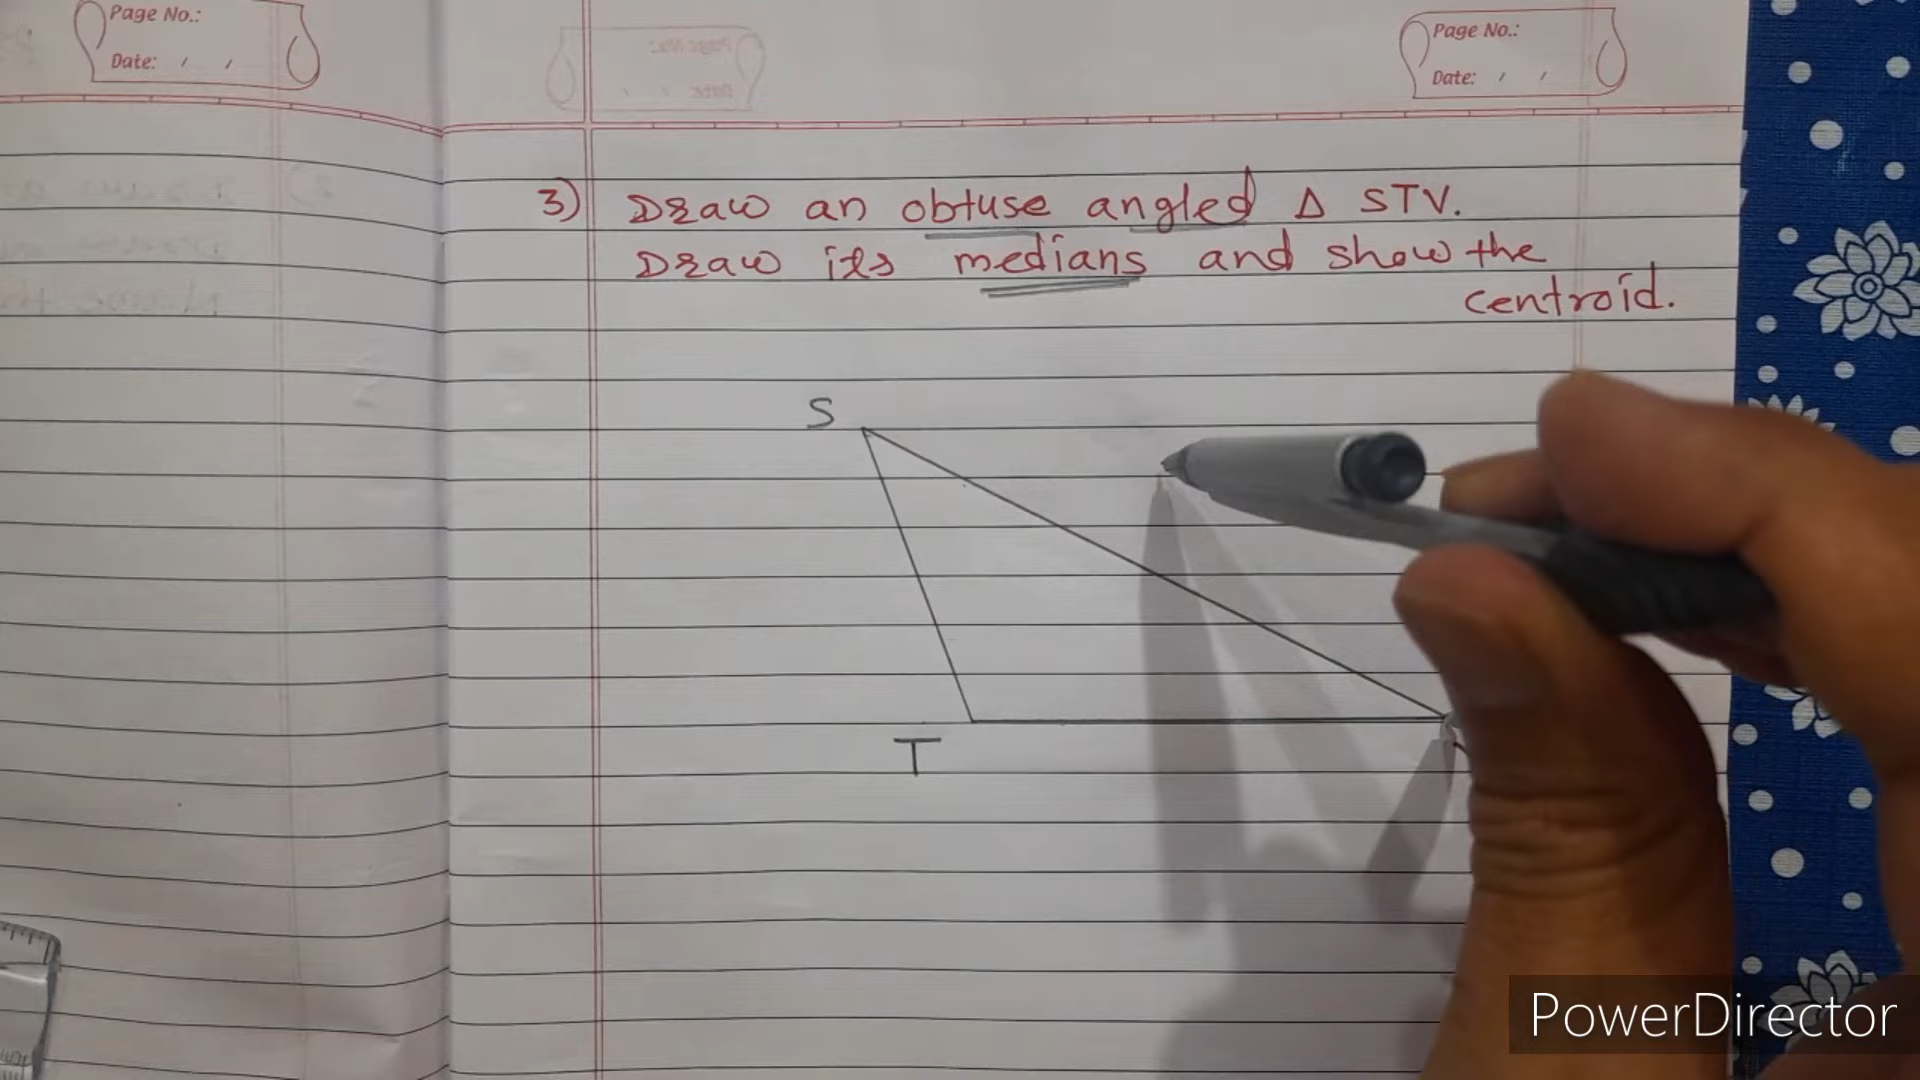 Page No.:
Date: / /
Page No.:
Date: / /
3) Draw an obtuse angled Δ STV.
Draw its medians and show the
centroid.
S
T
PowerDirector